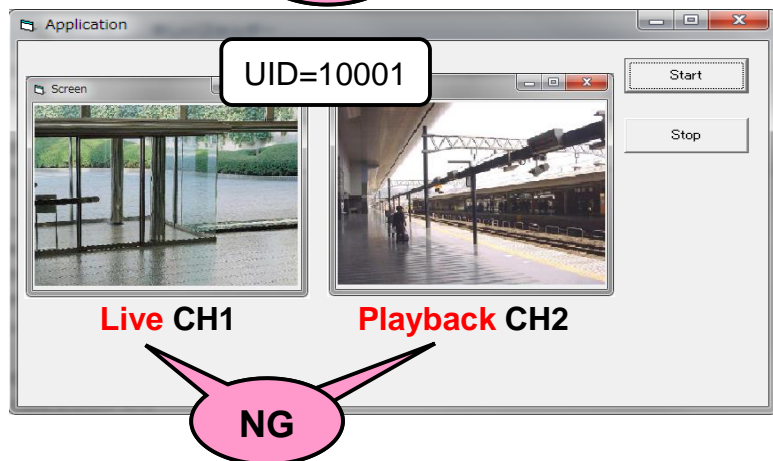 Application
UID=10001
Start
Screen
Stop
Live CH1
Playback CH2
NG